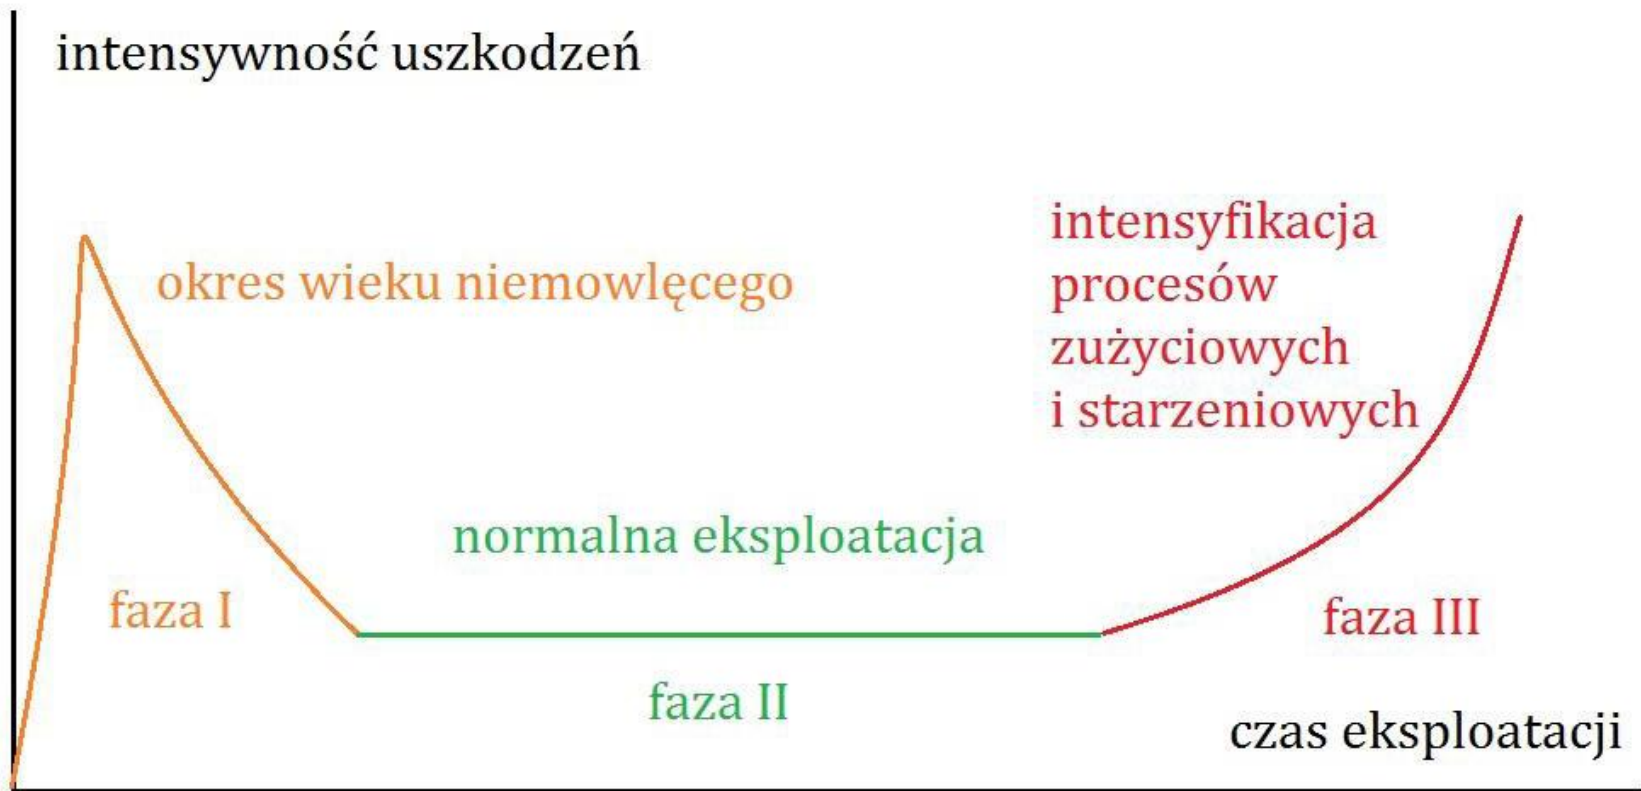 intensywność uszkodzeń
okres wieku niemowlęcego
intensyfikacja
procesów
zużyciowych
i starzeniowych
normalna eksploatacja
faza I
faza II
faza III
czas eksploatacji